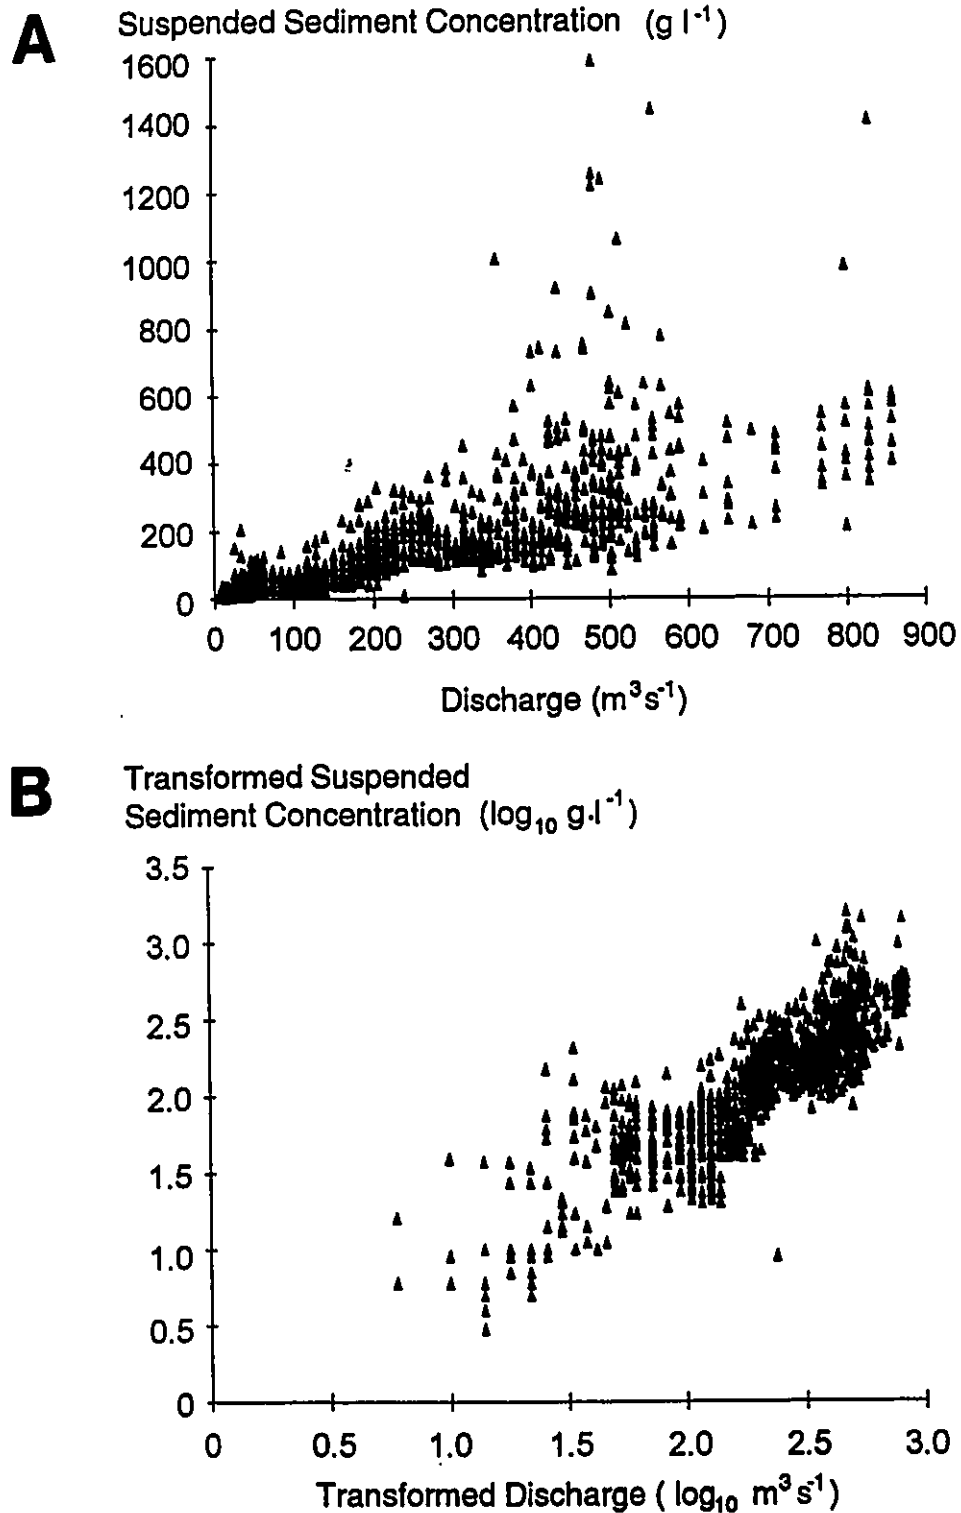 A
Suspended Sediment Concentration (g l⁻¹)
1600
1400
1200
1000
800
600
400
200
0
0 100 200 300 400 500 600 700 800 900
Discharge (m³s⁻¹)
B
Transformed Suspended
Sediment Concentration (log₁₀ g.l⁻¹)
3.5
3.0
2.5
2.0
1.5
1.0
0.5
0
0 0.5 1.0 1.5 2.0 2.5 3.0
Transformed Discharge ( log₁₀ m³s⁻¹)